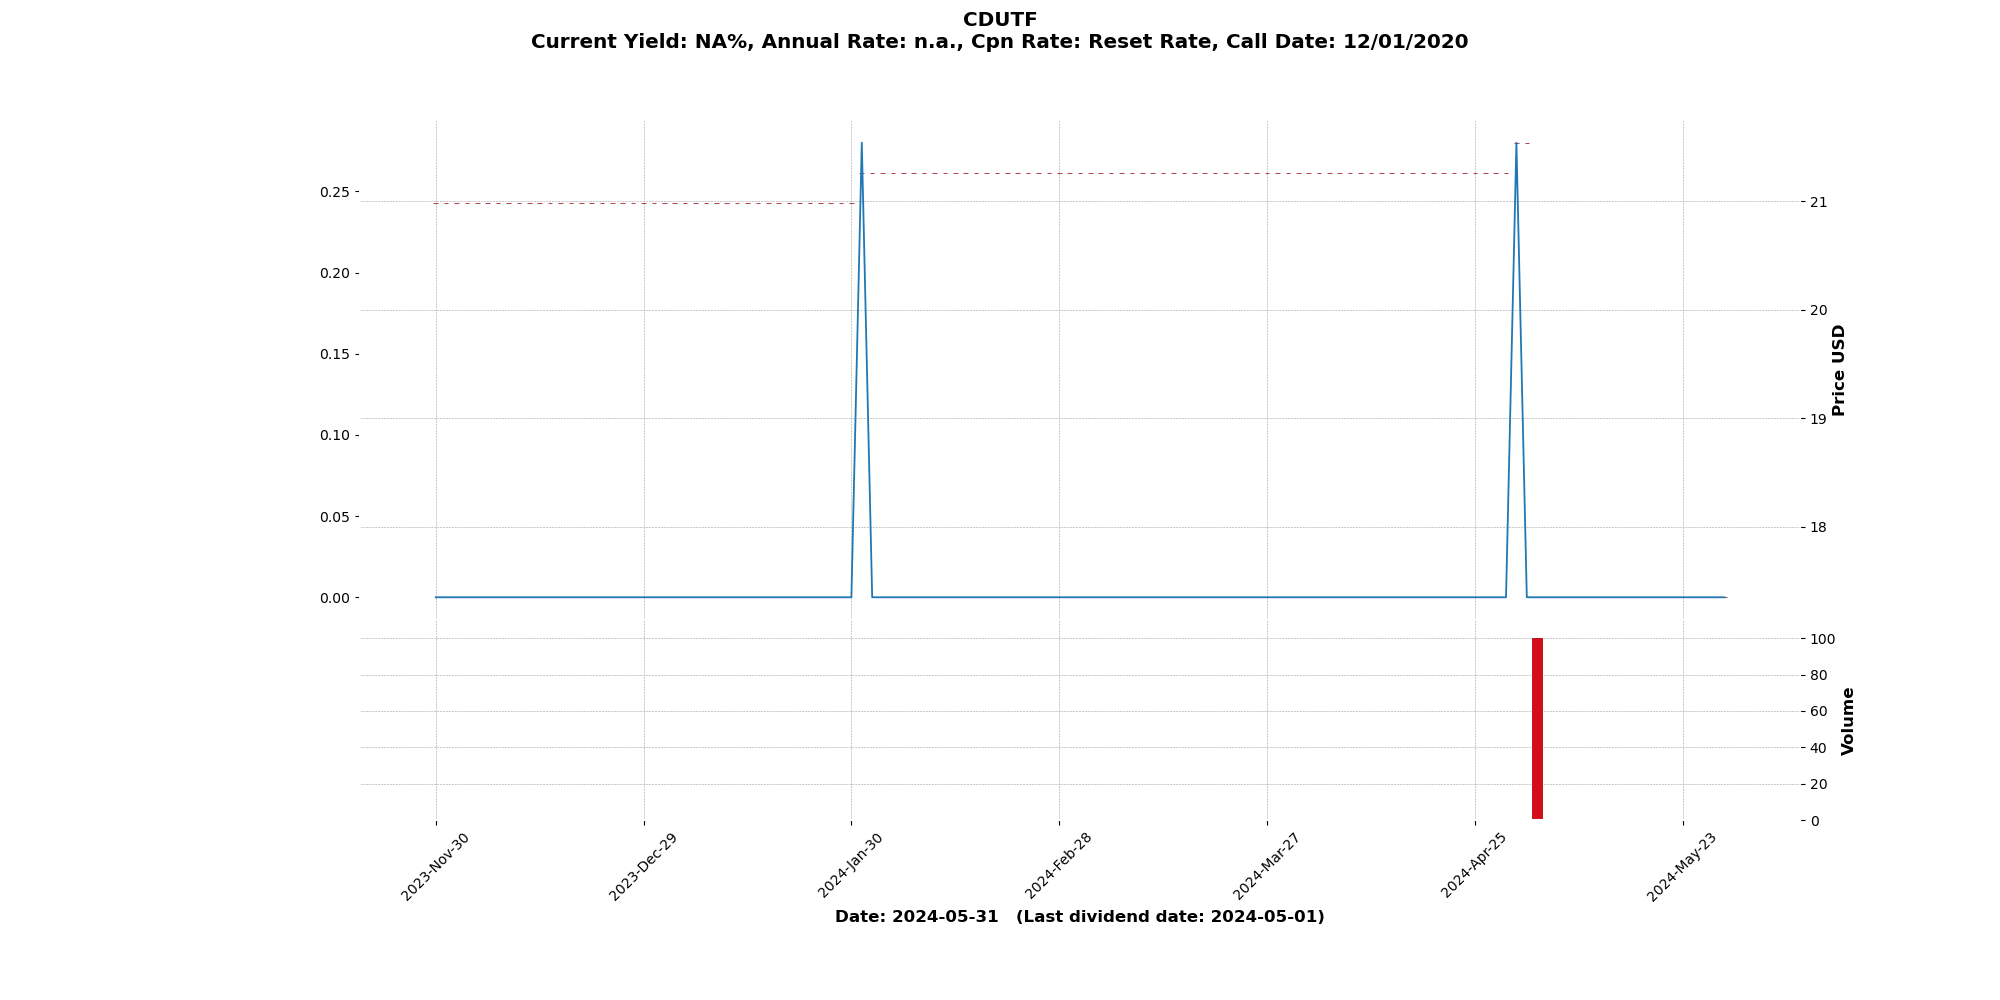 CDUTF
Current Yield: NA%, Annual Rate: n.a., Cpn Rate: Reset Rate, Call Date: 12/01/2020
0.25
0.20
0.15
0.10
0.05
0.00
21
20
19
18
Price USD
100
80
60
40
20
0
Volume
2023-Nov-30
2023-Dec-29
2024-Jan-30
2024-Feb-28
2024-Mar-27
2024-Apr-25
2024-May-23
Date: 2024-05-31   (Last dividend date: 2024-05-01)